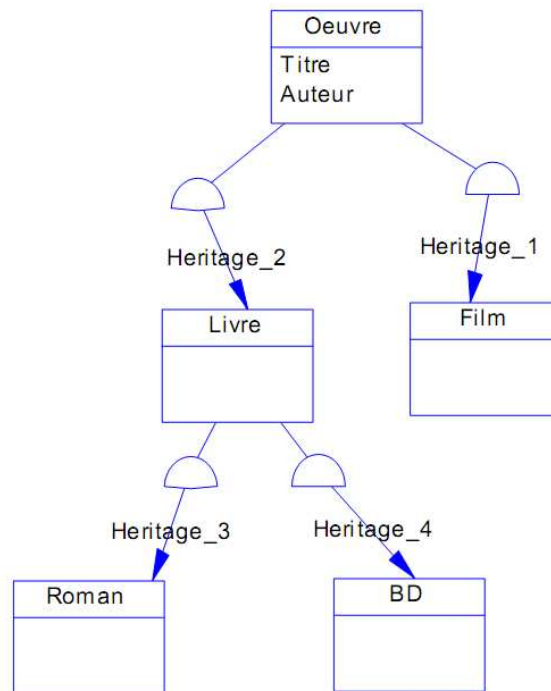 Oeuvre
Titre
Auteur
Heritage_2
Heritage_1
Livre
Film
Heritage_3
Heritage_4
Roman
BD